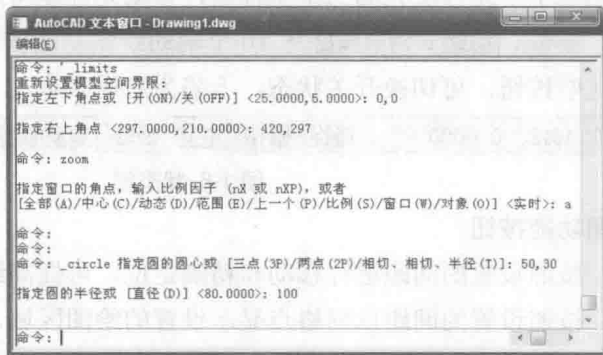 AutoCAD 文本窗口 - Drawing1.dwg
编辑(E)
命令: '_limits
重新设置模型空间界限:
指定左下角点或 [开(ON)/关(OFF)] <25.0000,5.0000>: 0,0
指定右上角点 <297.0000,210.0000>: 420,297
命令: zoom
指定窗口的角点, 输入比例因子 (nX 或 nXP), 或者
[全部(A)/中心(C)/动态(D)/范围(E)/上一个(P)/比例(S)/窗口(W)/对象(O)] <实时>: a
命令:
命令:
命令: _circle 指定圆的圆心或 [三点(3P)/两点(2P)/相切、相切、半径(T)]: 50,30
指定圆的半径或 [直径(D)] <80.0000>: 100
命令: